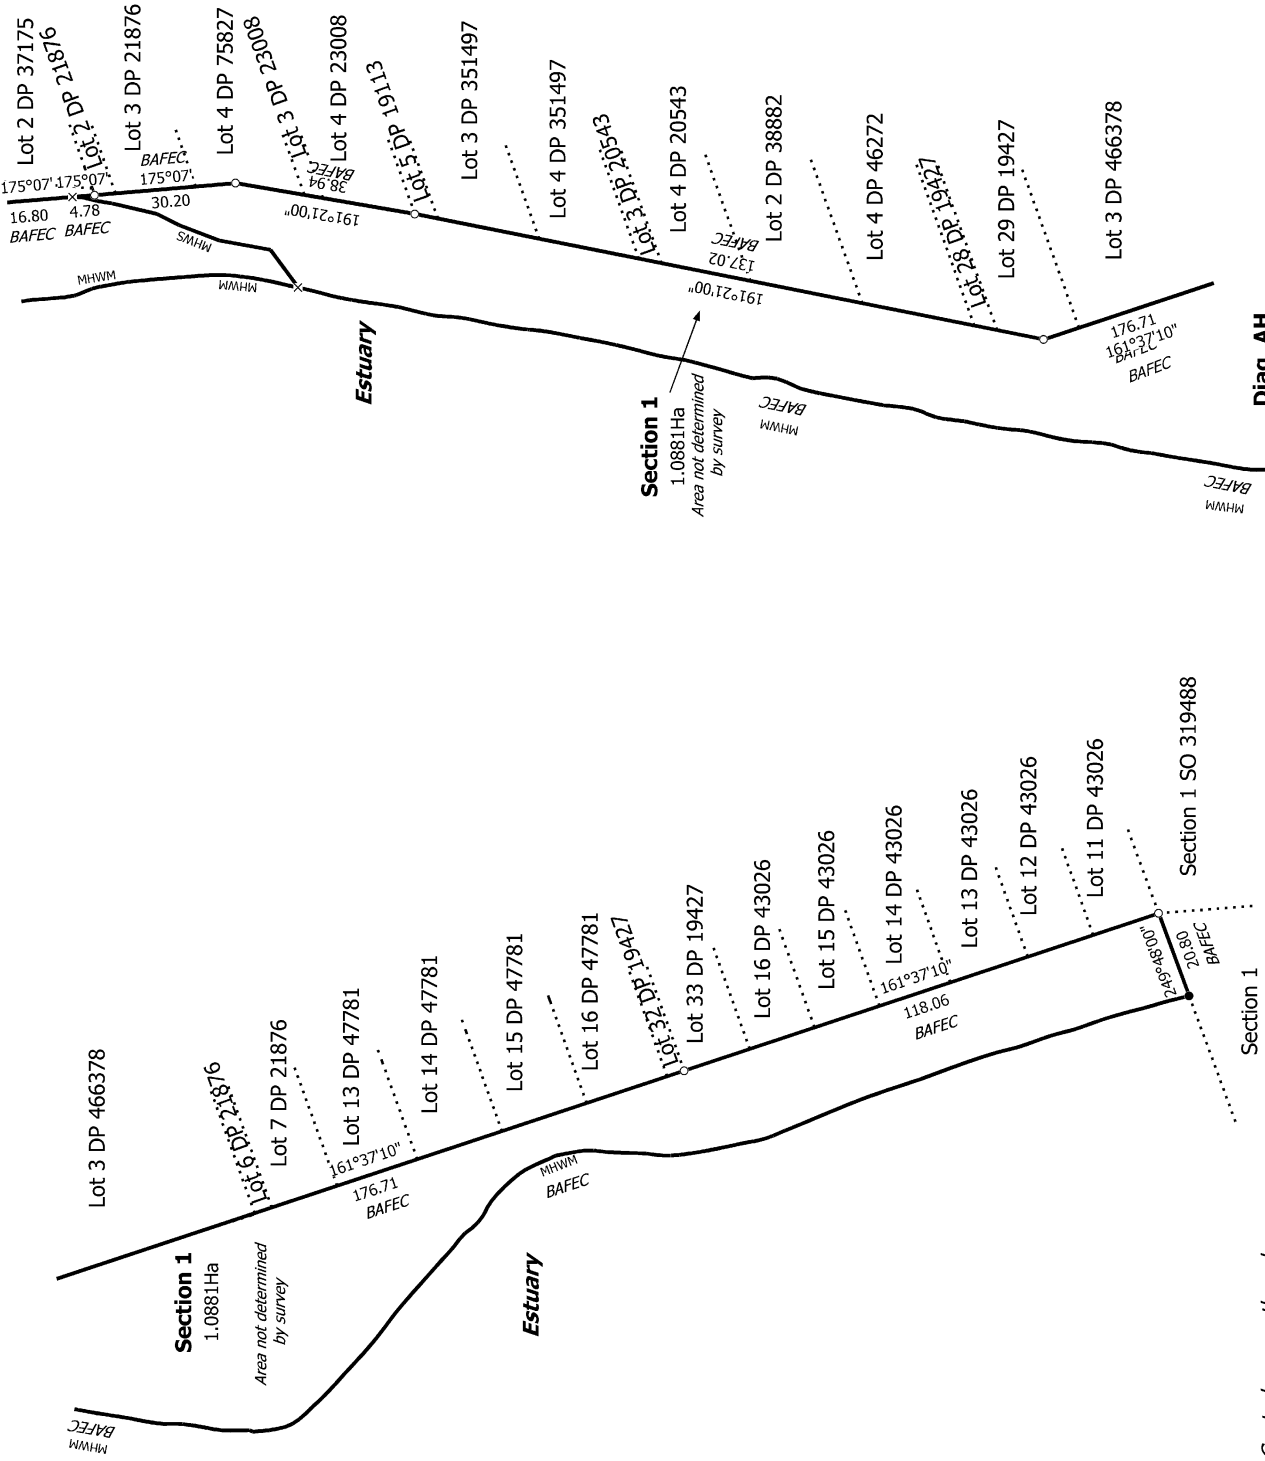 Lot 2 DP 37175
Lot 2 DP 21876
Lot 3 DP 21876
Lot 4 DP 75827
Lot 3 DP 23008
Lot 4 DP 23008
Lot 5 DP 19113
Lot 3 DP 351497
Lot 4 DP 351497
Lot 3 DP 20543
Lot 4 DP 20543
Lot 2 DP 38882
Lot 4 DP 46272
Lot 28 DP 19427
Lot 29 DP 19427
Lot 3 DP 466378
175°07'
16.80
BAFEC
175°07'
4.78
BAFEC
BAFEC
175°07'
30.20
BAFEC
38.94
191°21'00"
BAFEC
137.02
191°21'00"
176.71
161°37'10"
BAFEC
BAFEC
MHWS
MHWM
MHWM
Estuary
Section 1
1.0881Ha
Area not determined
by survey
BAFEC
MHWM
BAFEC
MHWM
Diag. AH
Lot 3 DP 466378
Lot 6 DP 21876
Lot 7 DP 21876
Lot 13 DP 47781
Lot 14 DP 47781
Lot 15 DP 47781
Lot 16 DP 47781
Lot 32 DP 19427
Lot 33 DP 19427
Lot 16 DP 43026
Lot 15 DP 43026
Lot 14 DP 43026
Lot 13 DP 43026
Lot 12 DP 43026
Lot 11 DP 43026
Section 1 SO 319488
161°37'10"
176.71
BAFEC
161°37'10"
118.06
BAFEC
249°48'00"
20.80
BAFEC
Section 1
Section 1
1.0881Ha
Area not determined
by survey
MHWM
BAFEC
Estuary
BAFEC
MHWM